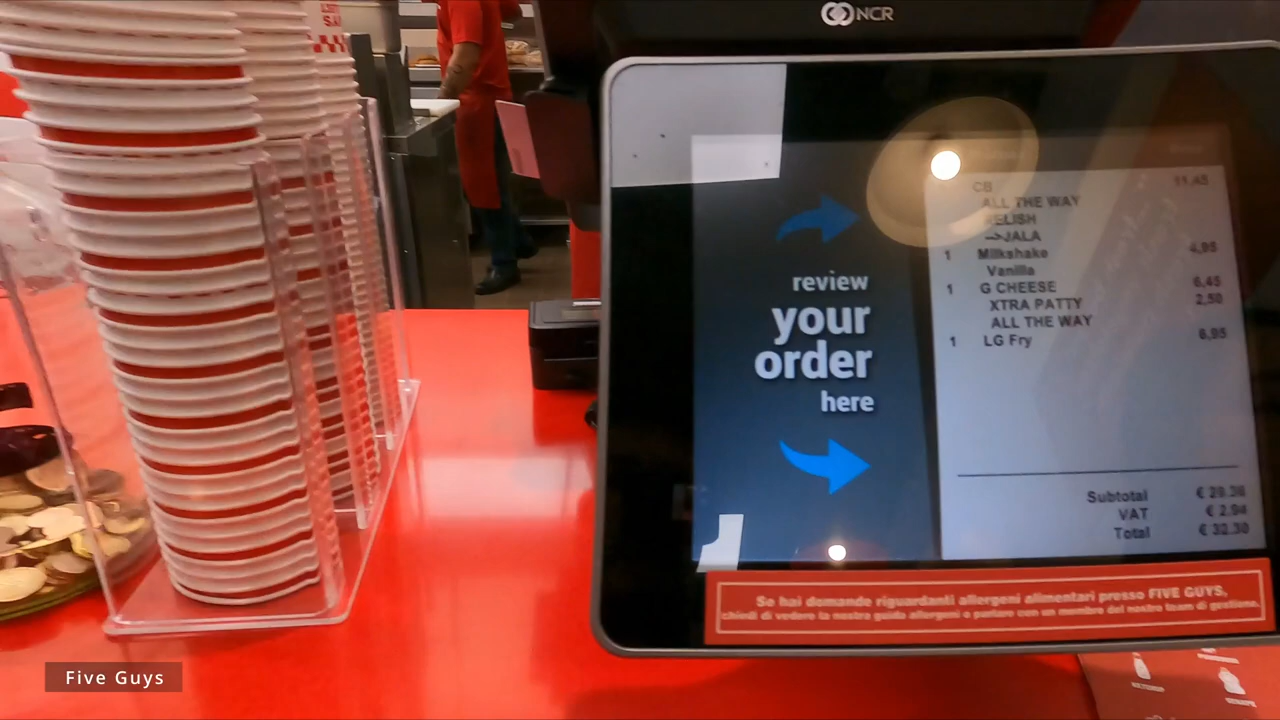 NCR
CB 11,45
ALL THE WAY
RELISH
JALA
1 Milkshake 4,95
Vanilla
1 G CHEESE 6,45
XTRA PATTY 2,50
ALL THE WAY
1 LG Fry 6,95
review
your
order
here
Subtotal € 29.36
VAT € 2.94
Total € 32.30
Se hai domande riguardanti allergeni alimentari presso FIVE GUYS,
chiedi di vedere la nostra guida allergeni o parlare con un membro del nostro team di gestione.
Five Guys